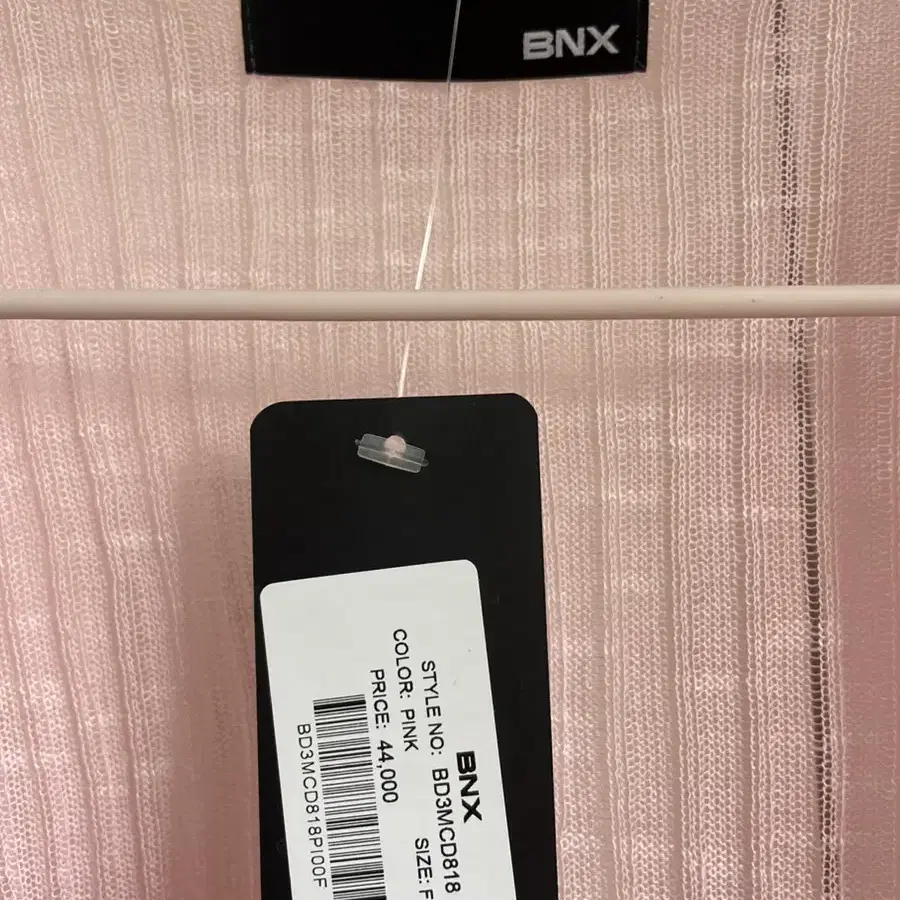 BNX
BNX
STYLE NO: BD3MCD818
COLOR: PINK
SIZE: F
PRICE: 44,000
BD3MCD818PI00F